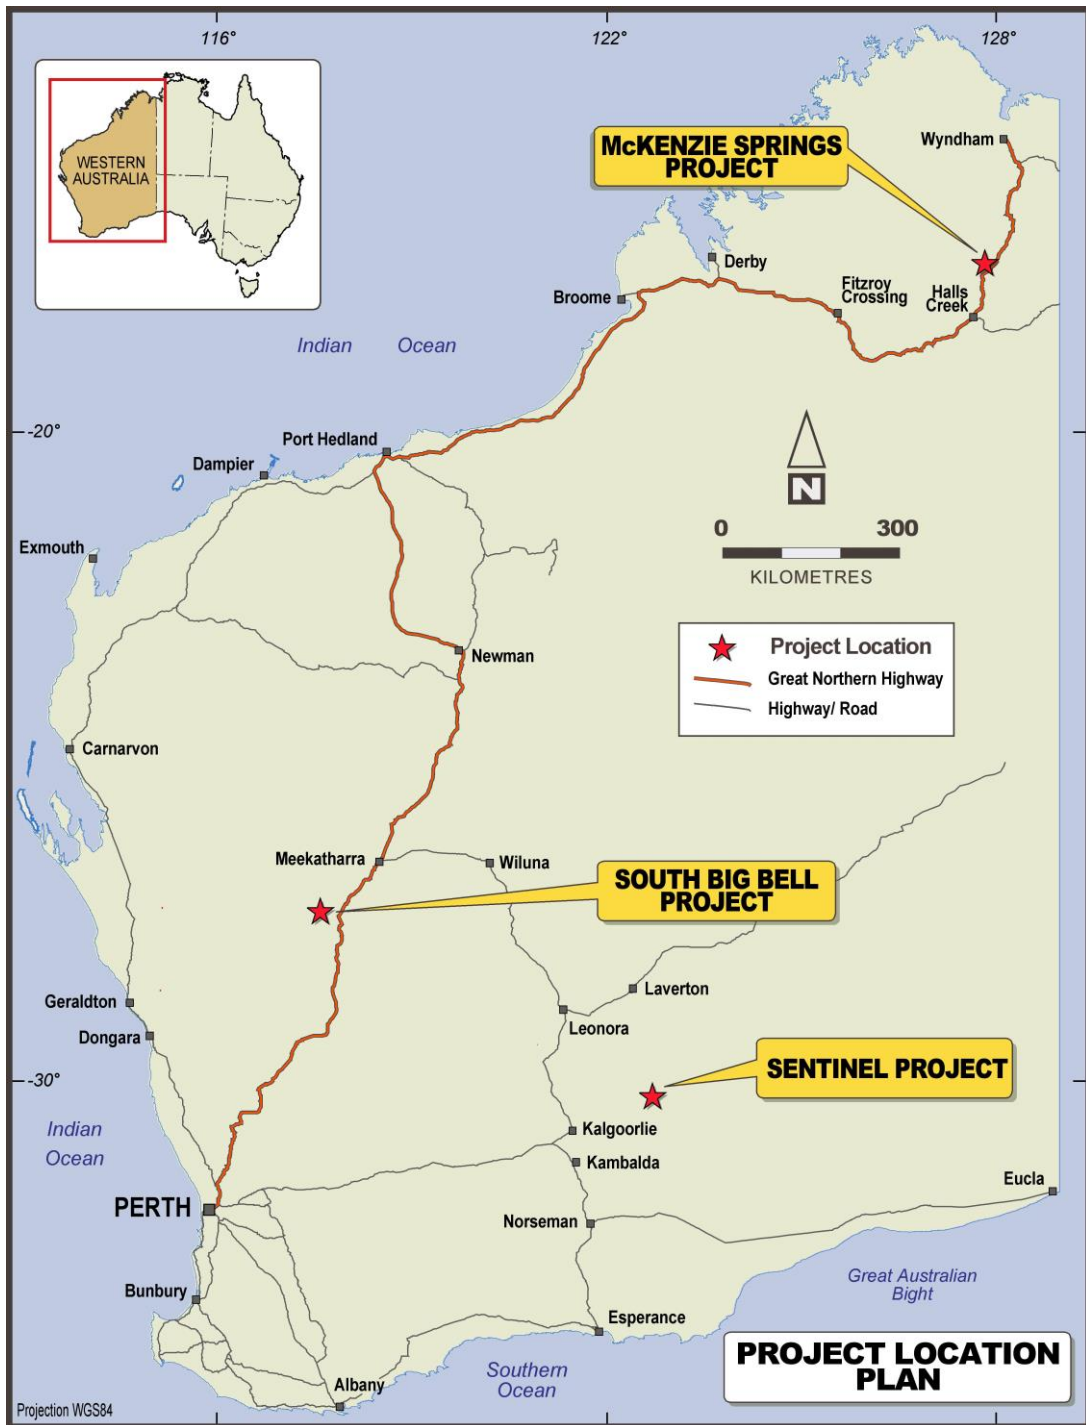 116°
122°
128°
WESTERN
AUSTRALIA
McKENZIE SPRINGS
PROJECT
Wyndham
Derby
Broome
Fitzroy
Crossing
Halls
Creek
Indian Ocean
-20°
Port Hedland
Dampier
Exmouth
N
0 300
KILOMETRES
Project Location
Great Northern Highway
Highway/ Road
Newman
Carnarvon
Meekatharra
Wiluna
SOUTH BIG BELL
PROJECT
Geraldton
Dongara
Laverton
Leonora
SENTINEL PROJECT
-30°
Indian
Ocean
Kalgoorlie
Kambalda
Eucla
PERTH
Norseman
Bunbury
Great Australian
Bight
Esperance
Southern
Ocean
Albany
PROJECT LOCATION
PLAN
Projection WGS84